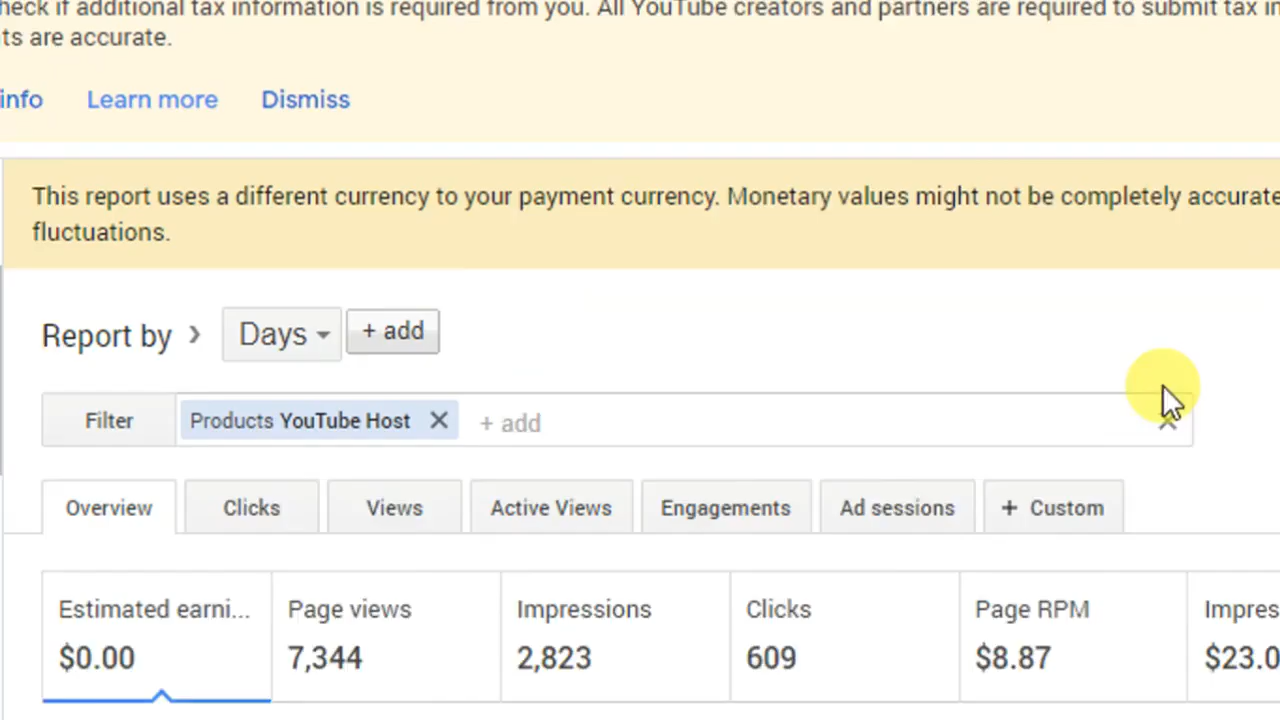 heck if additional tax information is required from you. All YouTube creators and partners are required to submit tax in
ts are accurate.
info Learn more Dismiss
This report uses a different currency to your payment currency. Monetary values might not be completely accurate
fluctuations.
Report by › Days + add
Filter Products YouTube Host + add
Overview Clicks Views Active Views Engagements Ad sessions + Custom
Estimated earni... Page views Impressions Clicks Page RPM Impres
$0.00 7,344 2,823 609 $8.87 $23.0